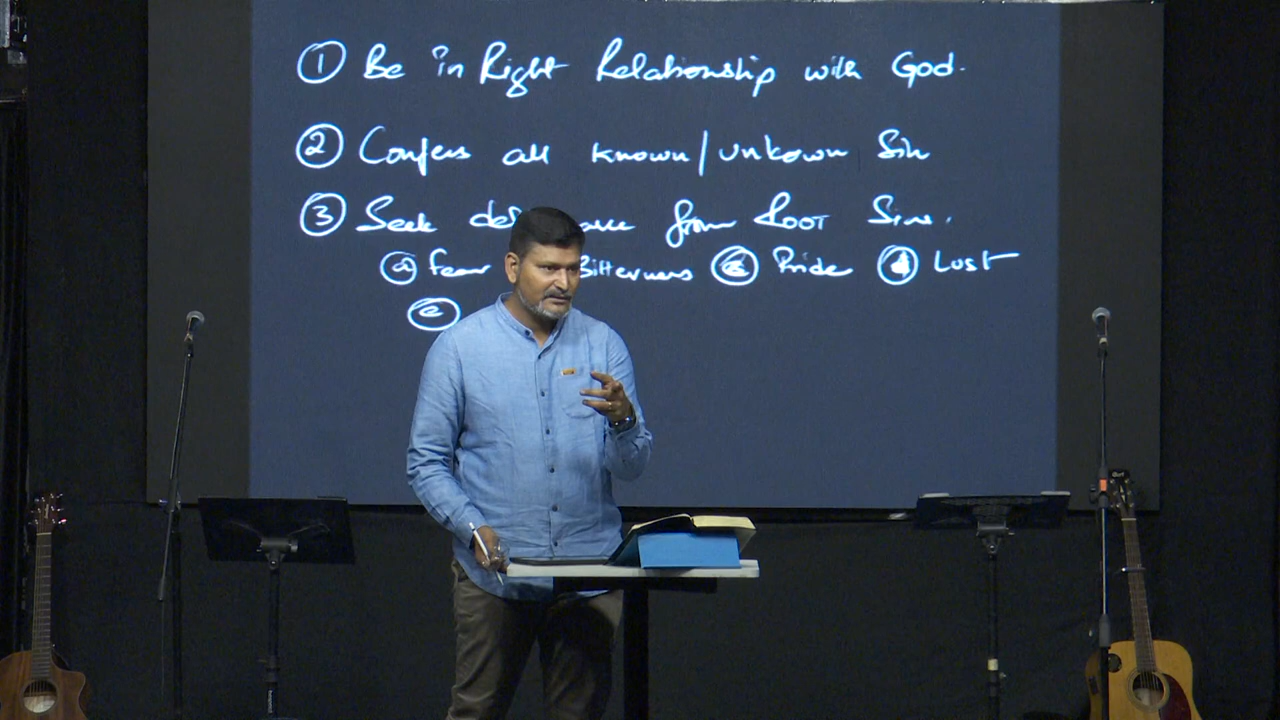 ① Be in Right Relationship with God.
② Confess all known/unkown Sin
③ Seek from ROOT Sins.
ⓐ Fear Bitterness ⓒ Pride ⓓ Lust
ⓔ